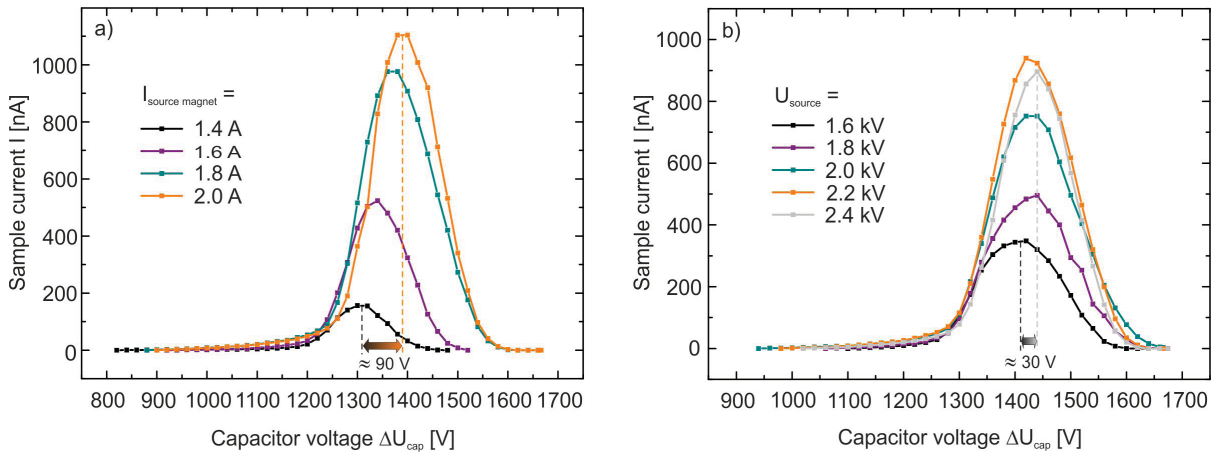 a)
I source magnet =
1.4 A
1.6 A
1.8 A
2.0 A
Sample current I [nA]
1000
800
600
400
200
0
≈ 90 V
800 900 1000 1100 1200 1300 1400 1500 1600 1700
Capacitor voltage ΔU cap [V]
b)
U source =
1.6 kV
1.8 kV
2.0 kV
2.2 kV
2.4 kV
Sample current I [nA]
1000
800
600
400
200
0
≈ 30 V
900 1000 1100 1200 1300 1400 1500 1600 1700
Capacitor voltage ΔU cap [V]